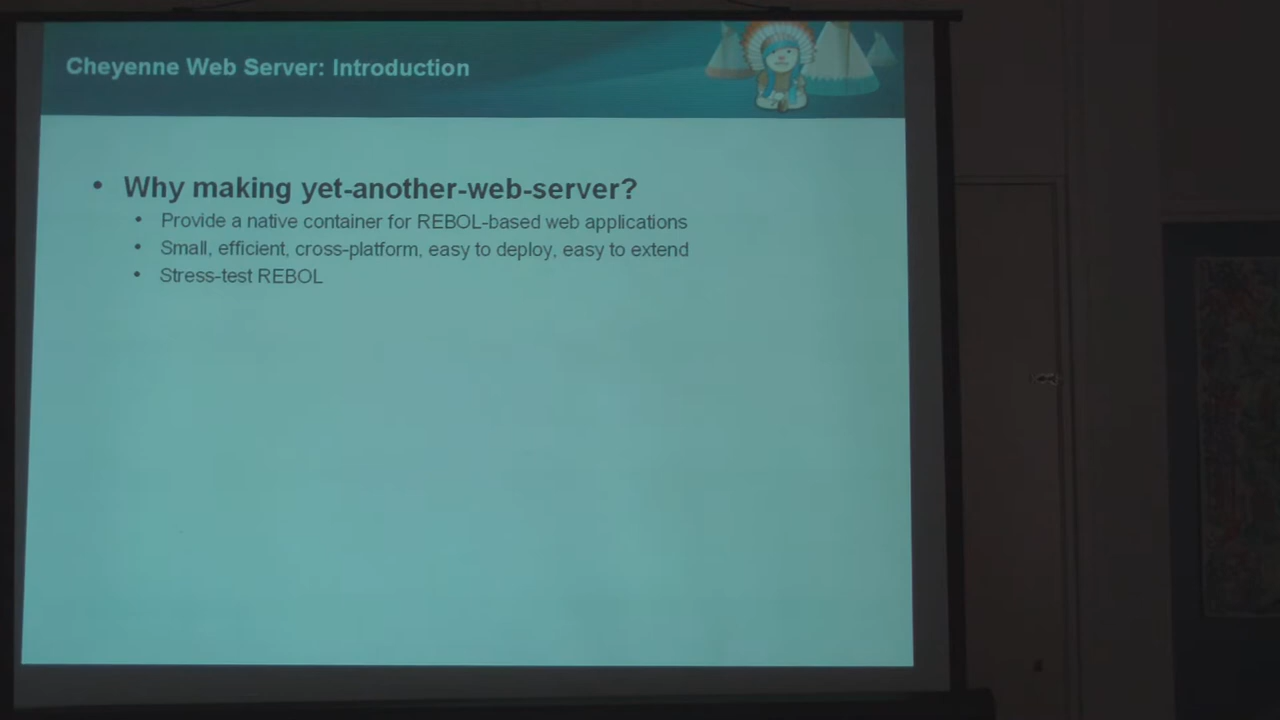 Cheyenne Web Server: Introduction
• Why making yet-another-web-server?
• Provide a native container for REBOL-based web applications
• Small, efficient, cross-platform, easy to deploy, easy to extend
• Stress-test REBOL